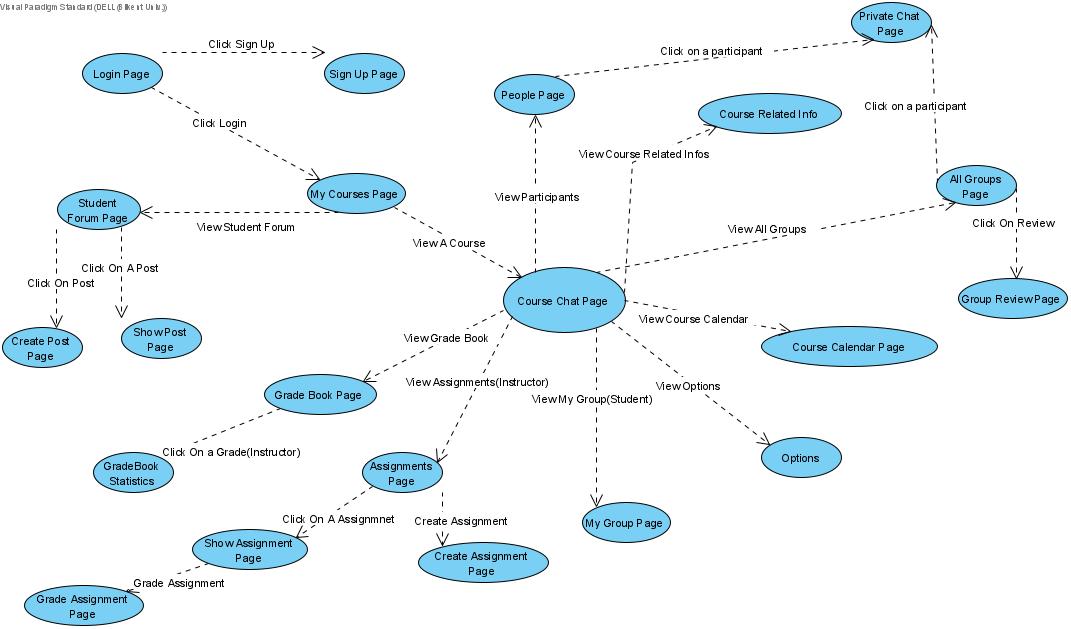 Visual Paradigm Standard (DELL (Bilkent Univ.))
Private Chat
Page
Click Sign Up
Click on a participant
Login Page
Sign Up Page
People Page
Click on a participant
Course Related Info
Click Login
View Course Related Infos
My Courses Page
All Groups
Page
View Participants
Student
Forum Page
View Student Forum
Click On Review
View All Groups
View A Course
Click On A Post
Click On Post
Course Chat Page
Group Review Page
View Course Calendar
Create Post
Page
Show Post
Page
View Grade Book
Course Calendar Page
View Assignments(Instructor)
View Options
Grade Book Page
View My Group(Student)
Click On a Grade(Instructor)
GradeBook
Statistics
Assignments
Page
Options
Click On A Assignmnet
Create Assignment
My Group Page
Show Assignment
Page
Create Assignment
Page
Grade Assignment
Grade Assignment
Page